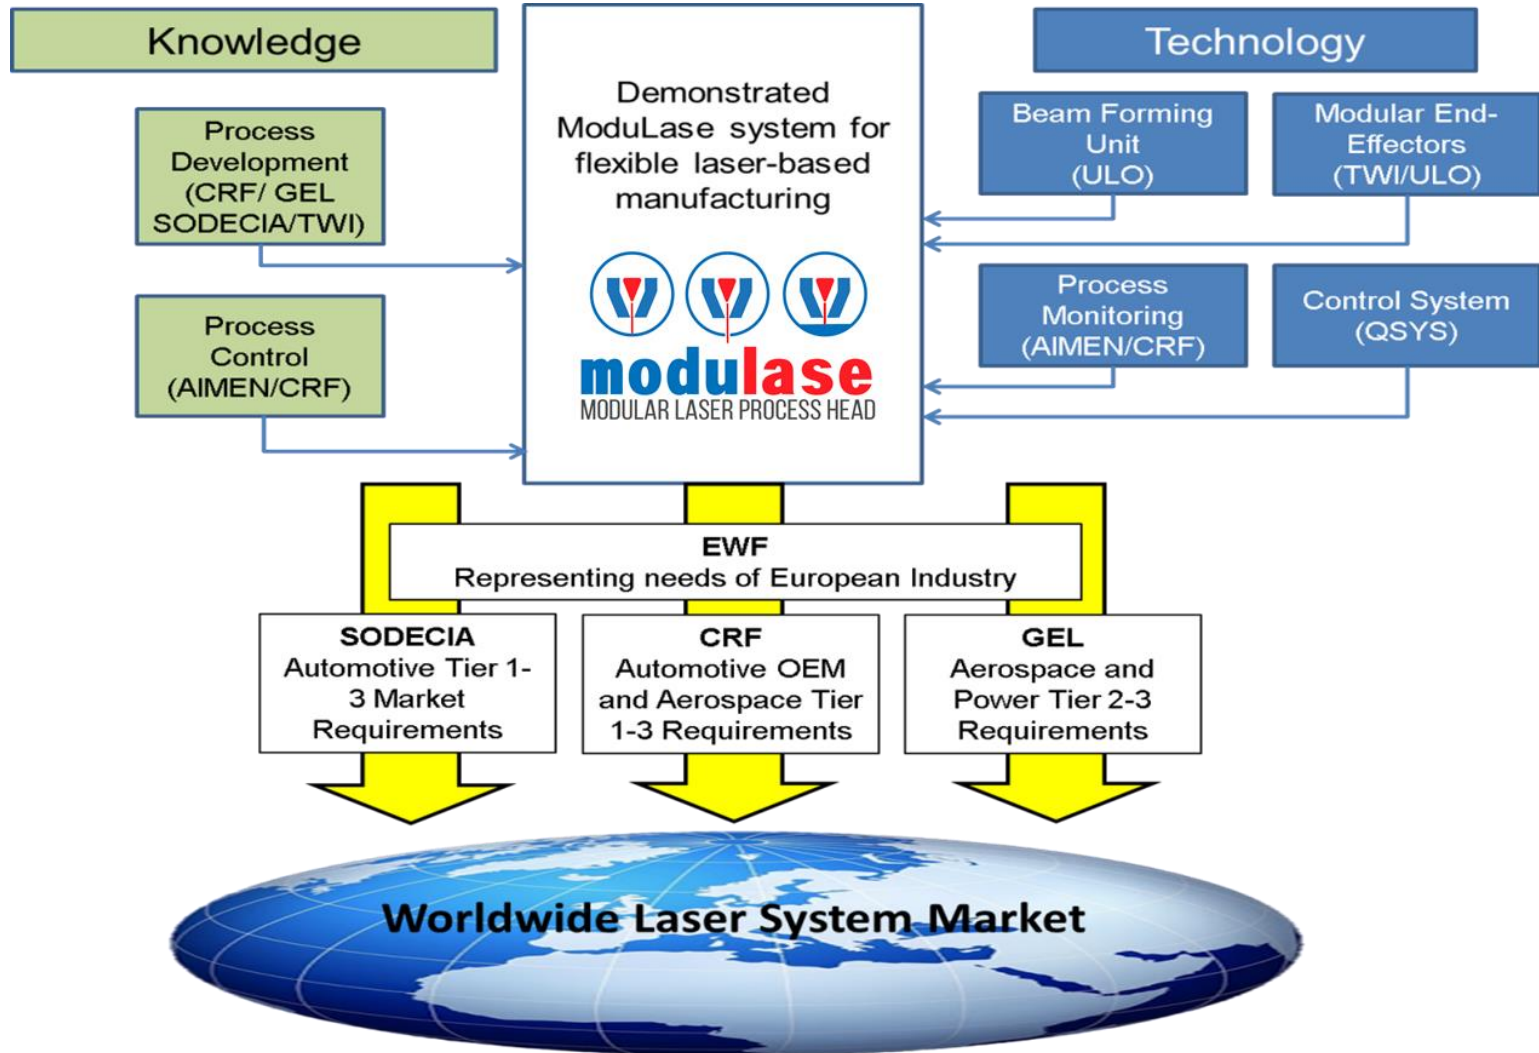 Knowledge
Process
Development
(CRF/ GEL
SODECIA/TWI)
Process
Control
(AIMEN/CRF)
Demonstrated
ModuLase system for
flexible laser-based
manufacturing
modulase
MODULAR LASER PROCESS HEAD
Technology
Beam Forming
Unit
(ULO)
Modular End-
Effectors
(TWI/ULO)
Process
Monitoring
(AIMEN/CRF)
Control System
(QSYS)
EWF
Representing needs of European Industry
SODECIA
Automotive Tier 1-
3 Market
Requirements
CRF
Automotive OEM
and Aerospace Tier
1-3 Requirements
GEL
Aerospace and
Power Tier 2-3
Requirements
Worldwide Laser System Market